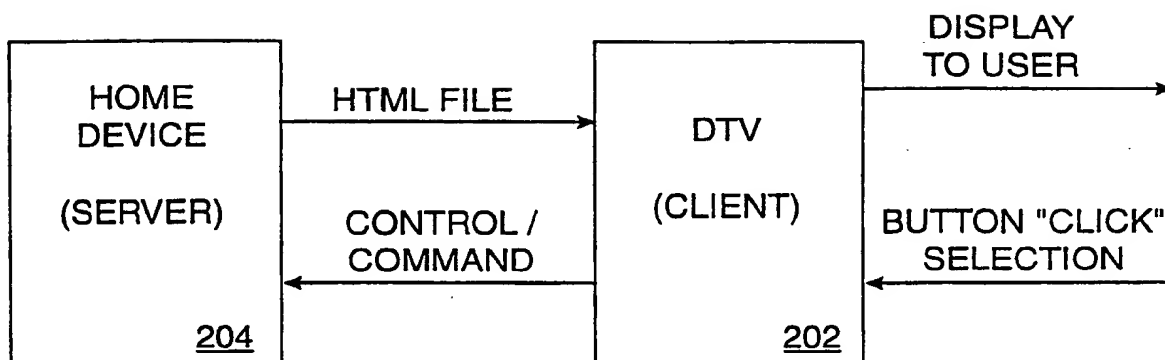 HOME
DEVICE
(SERVER)
204
HTML FILE
CONTROL /
COMMAND
DTV
(CLIENT)
202
DISPLAY
TO USER
BUTTON "CLICK"
SELECTION